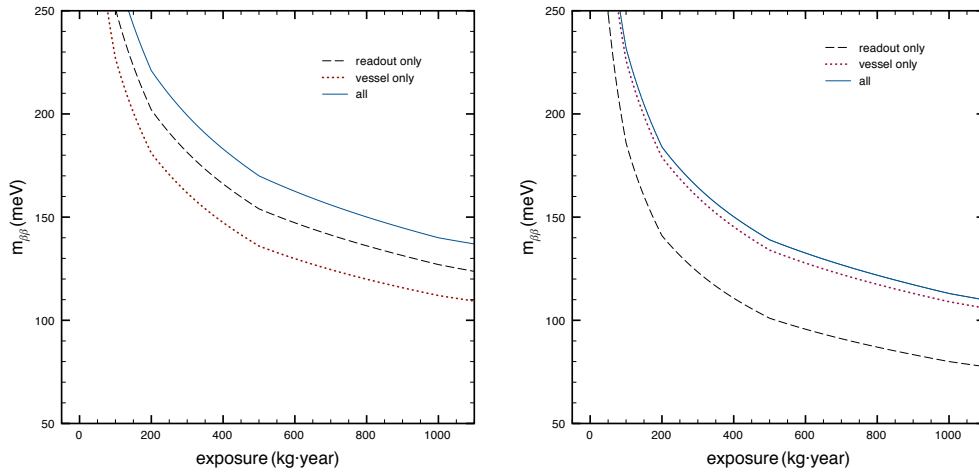 250
200
150
100
50
m_ββ (meV)
0 200 400 600 800 1000
exposure (kg·year)
readout only
vessel only
all
250
200
150
100
50
m_ββ (meV)
0 200 400 600 800 1000
exposure (kg·year)
readout only
vessel only
all